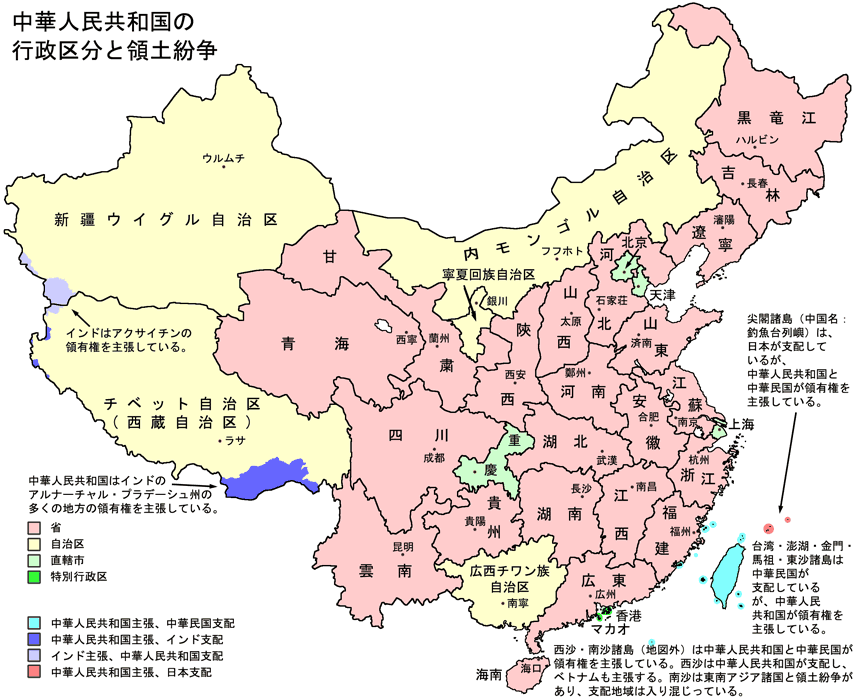 中華人民共和国の
行政区分と領土紛争
黒竜江
ハルビン
吉林
長春
遼寧
瀋陽
内モンゴル自治区
フフホト
ウルムチ
新疆ウイグル自治区
甘粛
蘭州
寧夏回族自治区
銀川
河北
北京
石家荘
天津
山西
太原
山東
済南
陝西
西安
青海
西寧
インドはアクサイチンの
領有権を主張している。
チベット自治区
(西蔵自治区)
ラサ
河南
鄭州
江蘇
南京
安徽
合肥
上海
四川
成都
重慶
湖北
武漢
杭州
浙江
中華人民共和国はインドの
アルナーチャル・プラデーシュ州の
多くの地方の領有権を主張している。
貴州
貴陽
湖南
長沙
江西
南昌
福建
福州
雲南
昆明
広西チワン族
自治区
南寧
広東
広州
香港
マカオ
海南
海口
尖閣諸島(中国名:
釣魚台列嶼)は、
日本が支配して
いるが、
中華人民共和国と
中華民国が領有権を
主張している。
台湾・澎湖・金門・
馬祖・東沙諸島は
中華民国が
支配している
が、中華人民
共和国が領有権を
主張している。
西沙・南沙諸島(地図外)は中華人民共和国と中華民国が
領有権を主張している。西沙は中華人民共和国が支配し、
ベトナムも主張する。南沙は東南アジア諸国と領土紛争が
あり、支配地域は入り混じっている。
省
自治区
直轄市
特別行政区
中華人民共和国主張、中華民国支配
中華人民共和国主張、インド支配
インド主張、中華人民共和国支配
中華人民共和国主張、日本支配